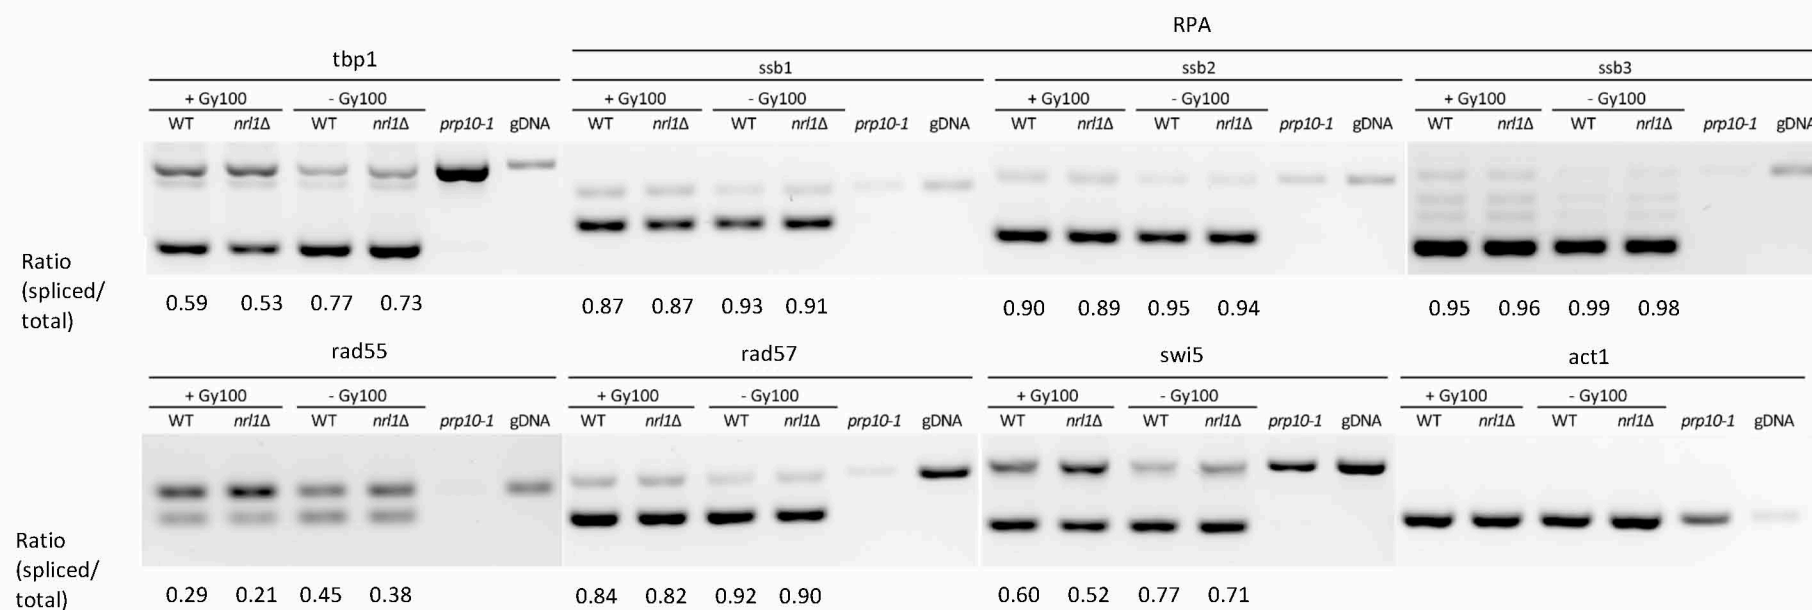 RPA
tbp1 ssb1 ssb2 ssb3
+ Gy100 - Gy100 + Gy100 - Gy100 + Gy100 - Gy100 + Gy100 - Gy100
WT nrl1Δ WT nrl1Δ prp10-1 gDNA WT nrl1Δ WT nrl1Δ prp10-1 gDNA WT nrl1Δ WT nrl1Δ prp10-1 gDNA WT nrl1Δ WT nrl1Δ prp10-1 gDNA
Ratio
(spliced/
total)
0.59 0.53 0.77 0.73 0.87 0.87 0.93 0.91 0.90 0.89 0.95 0.94 0.95 0.96 0.99 0.98
rad55 rad57 swi5 act1
+ Gy100 - Gy100 + Gy100 - Gy100 + Gy100 - Gy100 + Gy100 - Gy100
WT nrl1Δ WT nrl1Δ prp10-1 gDNA WT nrl1Δ WT nrl1Δ prp10-1 gDNA WT nrl1Δ WT nrl1Δ prp10-1 gDNA WT nrl1Δ WT nrl1Δ prp10-1 gDNA
Ratio
(spliced/
total)
0.29 0.21 0.45 0.38 0.84 0.82 0.92 0.90 0.60 0.52 0.77 0.71